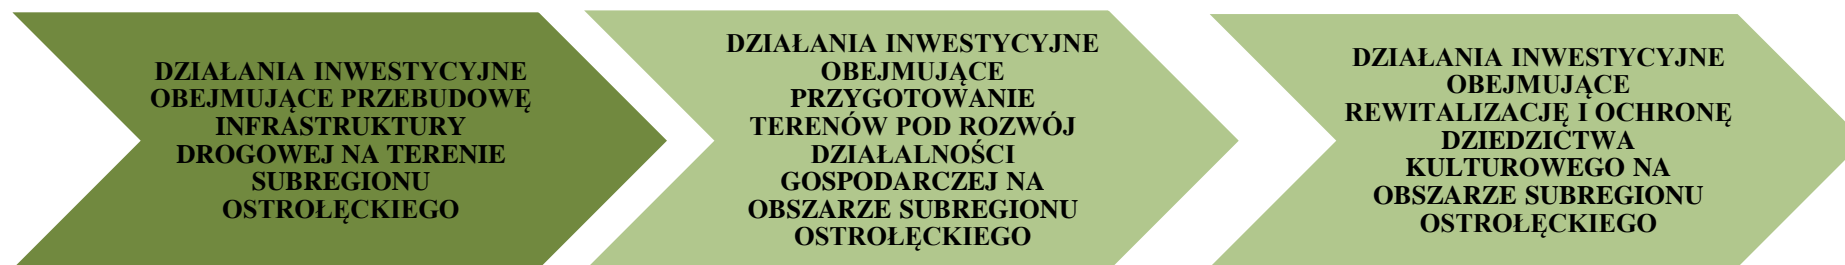 DZIAŁANIA INWESTYCYJNE
OBEJMUJĄCE PRZEBUDOWĘ
INFRASTRUKTURY
DROGOWEJ NA TERENIE
SUBREGIONU
OSTROŁĘCKIEGO
DZIAŁANIA INWESTYCYJNE
OBEJMUJĄCE
PRZYGOTOWANIE
TERENÓW POD ROZWÓJ
DZIAŁALNOŚCI
GOSPODARCZEJ NA
OBSZARZE SUBREGIONU
OSTROŁĘCKIEGO
DZIAŁANIA INWESTYCYJNE
OBEJMUJĄCE
REWITALIZACJĘ I OCHRONĘ
DZIEDZICTWA
KULTUROWEGO NA
OBSZARZE SUBREGIONU
OSTROŁĘCKIEGO